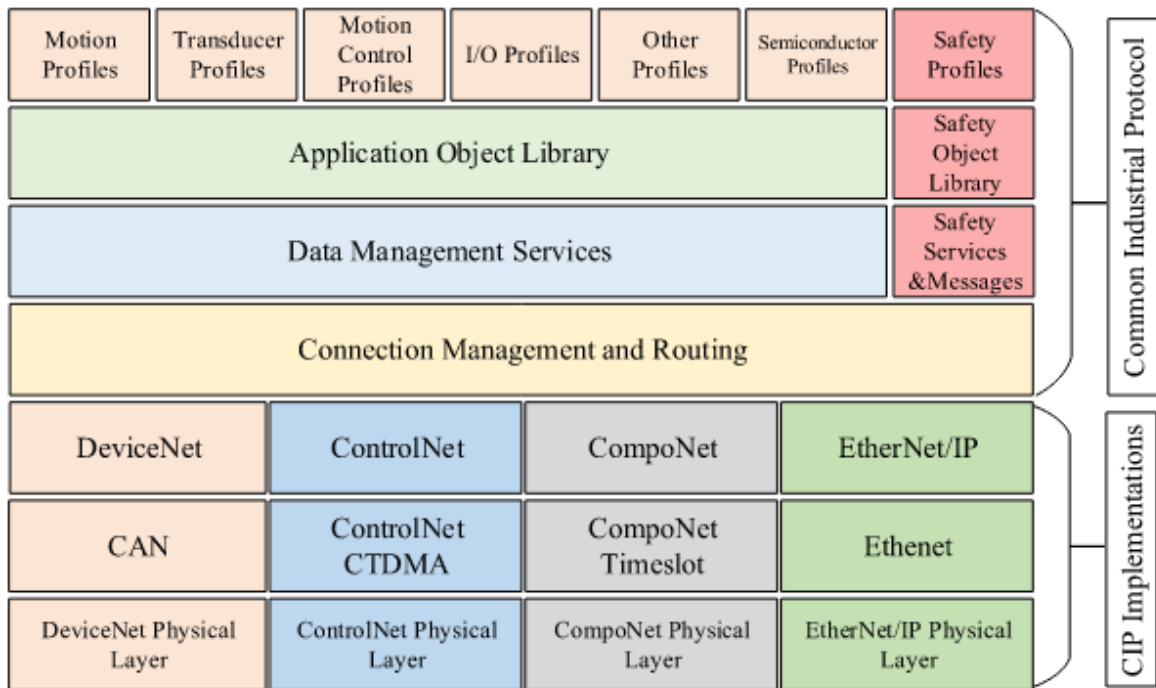 Motion
Profiles
Transducer
Profiles
Motion
Control
Profiles
I/O Profiles
Other
Profiles
Semiconductor
Profiles
Safety
Profiles
Application Object Library
Safety
Object
Library
Data Management Services
Safety
Services
&Messages
Connection Management and Routing
Common Industrial Protocol
DeviceNet
ControlNet
CompoNet
EtherNet/IP
CAN
ControlNet
CTDMA
CompoNet
Timeslot
Ethenet
DeviceNet Physical
Layer
ControlNet Physical
Layer
CompoNet Physical
Layer
EtherNet/IP Physical
Layer
CIP Implementations